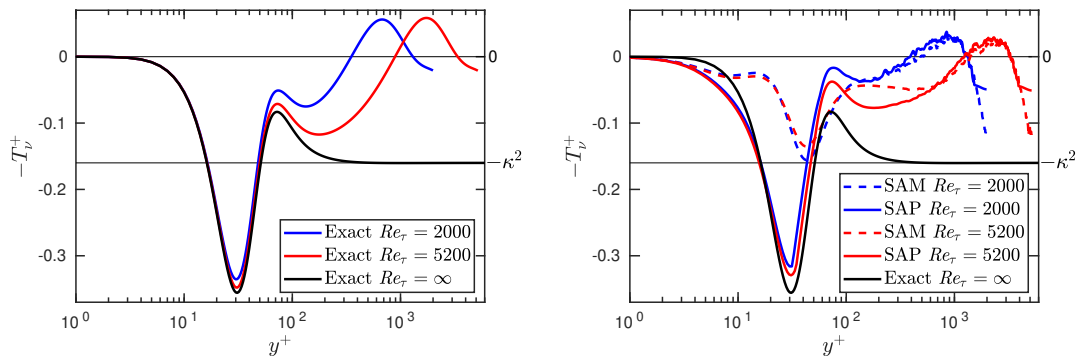 0
-0.1
-0.2
-0.3
−T_ν^+
0
−κ²
Exact Re_τ = 2000
Exact Re_τ = 5200
Exact Re_τ = ∞
10^0
10^1
10^2
10^3
y^+
0
-0.1
-0.2
-0.3
−T_ν^+
0
−κ²
SAM Re_τ = 2000
SAP Re_τ = 2000
SAM Re_τ = 5200
SAP Re_τ = 5200
Exact Re_τ = ∞
10^0
10^1
10^2
10^3
y^+